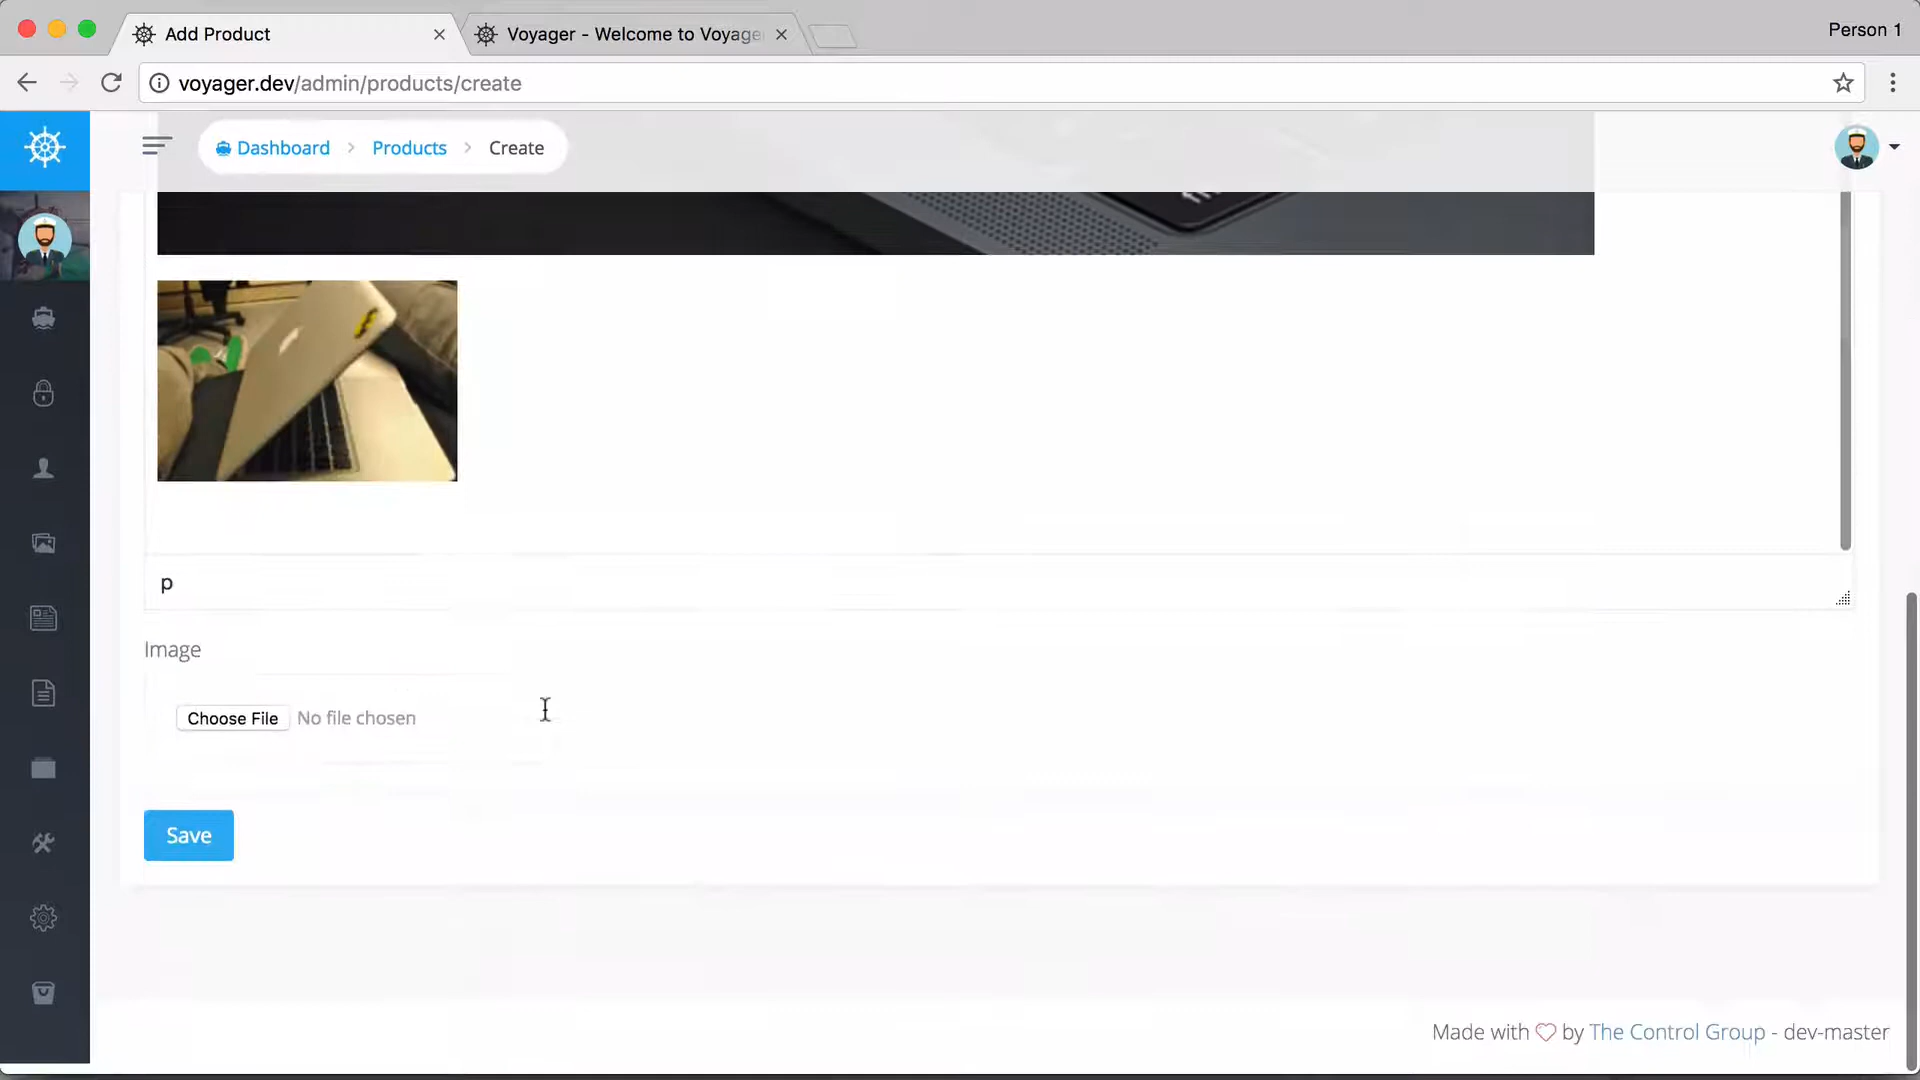 Add Product
Voyager - Welcome to Voyage
Person 1
voyager.dev/admin/products/create
Dashboard > Products > Create
p
Image
Choose File No file chosen
Save
Made with ♡ by The Control Group - dev-master